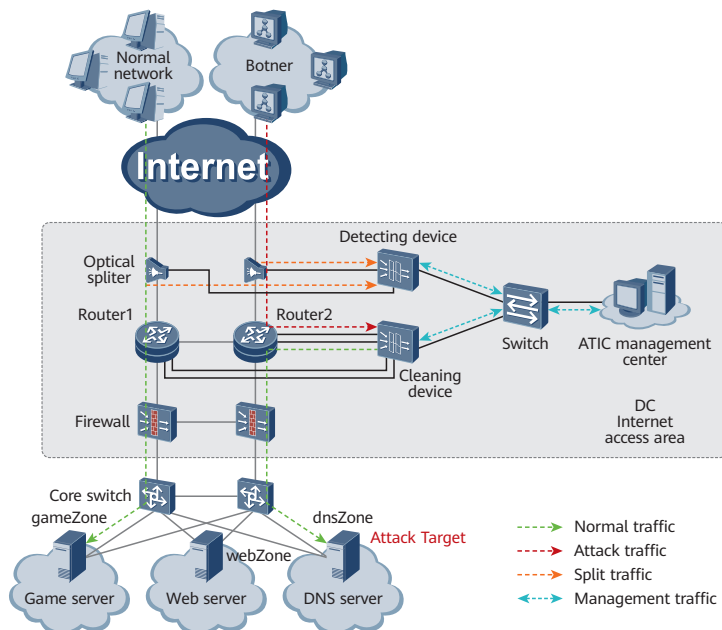 Normal
network
Botner
Internet
Optical
spliter
Detecting device
Router1
Router2
Switch
ATIC management
center
Cleaning
device
Firewall
DC
Internet
access area
Core switch
gameZone
dnsZone
Attack Target
webZone
Game server
Web server
DNS server
Normal traffic
Attack traffic
Split traffic
Management traffic